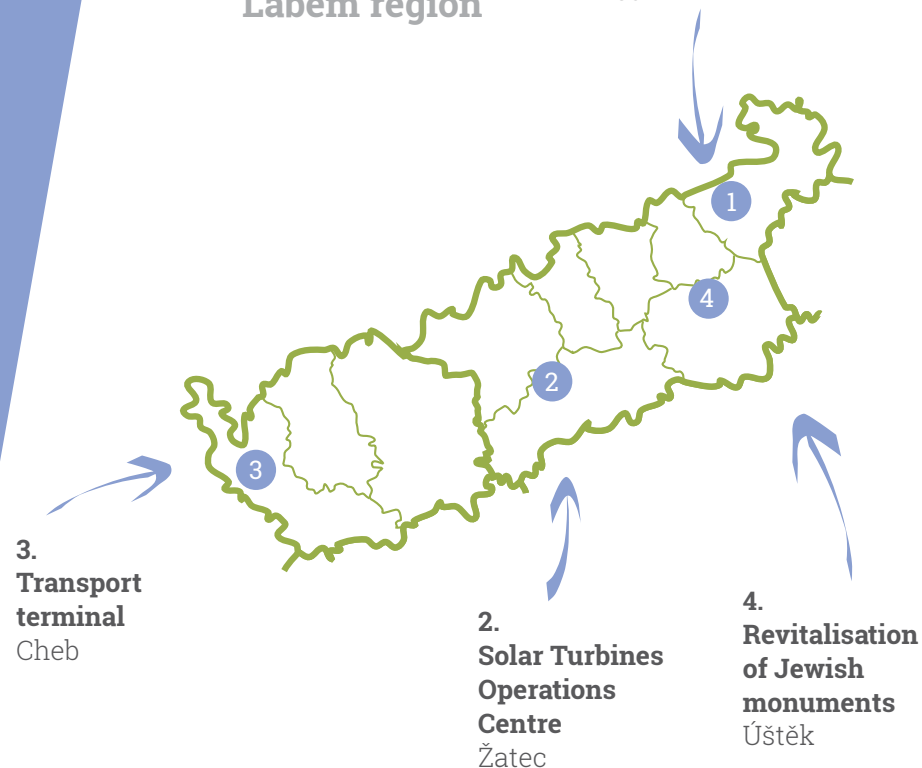 Labem region
1
4
2
3
3.
Transport
terminal
Cheb
2.
Solar Turbines
Operations
Centre
Žatec
4.
Revitalisation
of Jewish
monuments
Úštěk